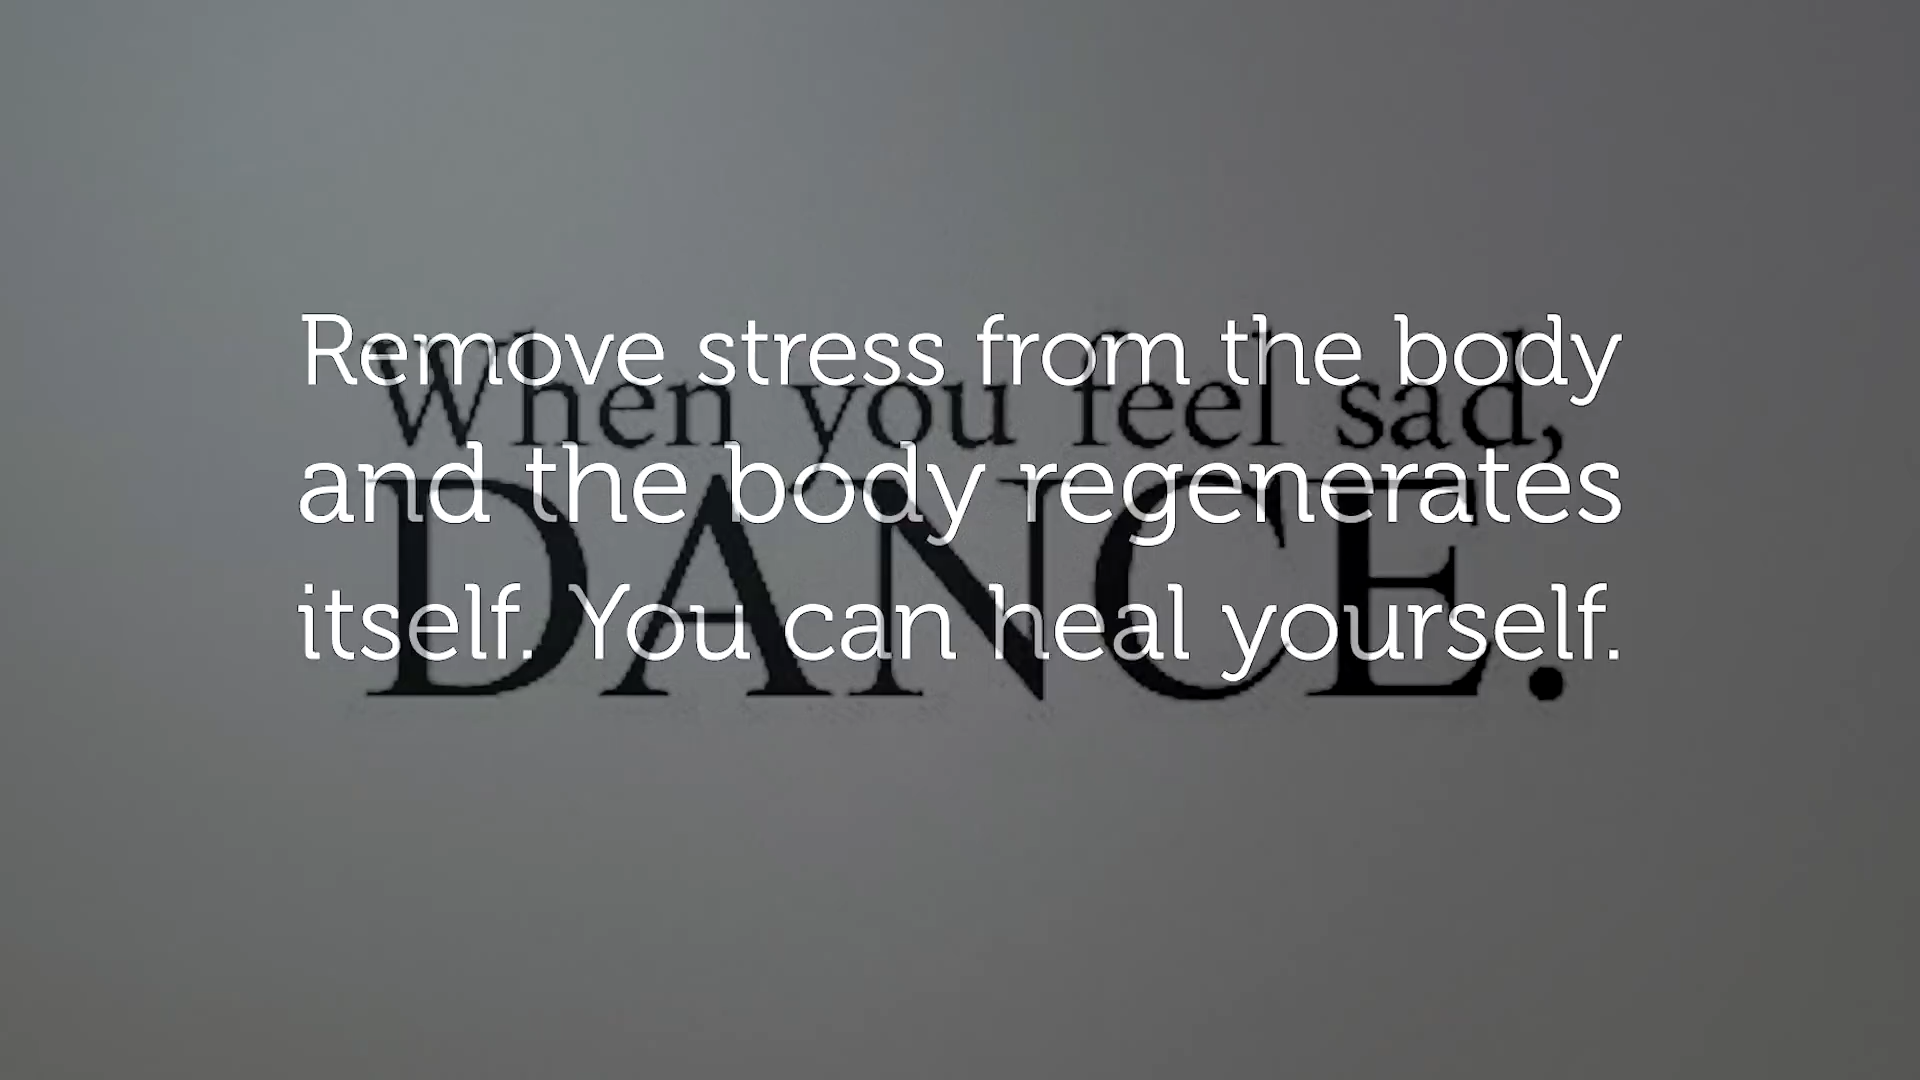 Remove stress from the body
and the body regenerates
itself. You can heal yourself.
When you feel sad,
DANCE.